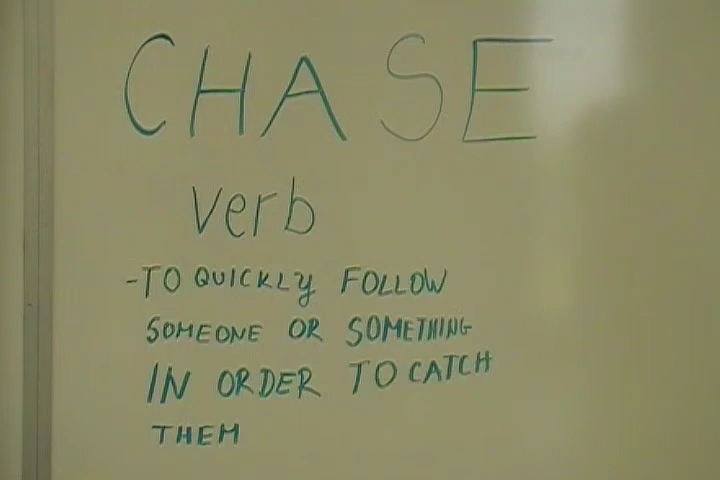 CHASE
verb
-TO QUICKLy FOLLOW
SOMEONE OR SOMETHING
IN ORDER TO CATCH
THEM